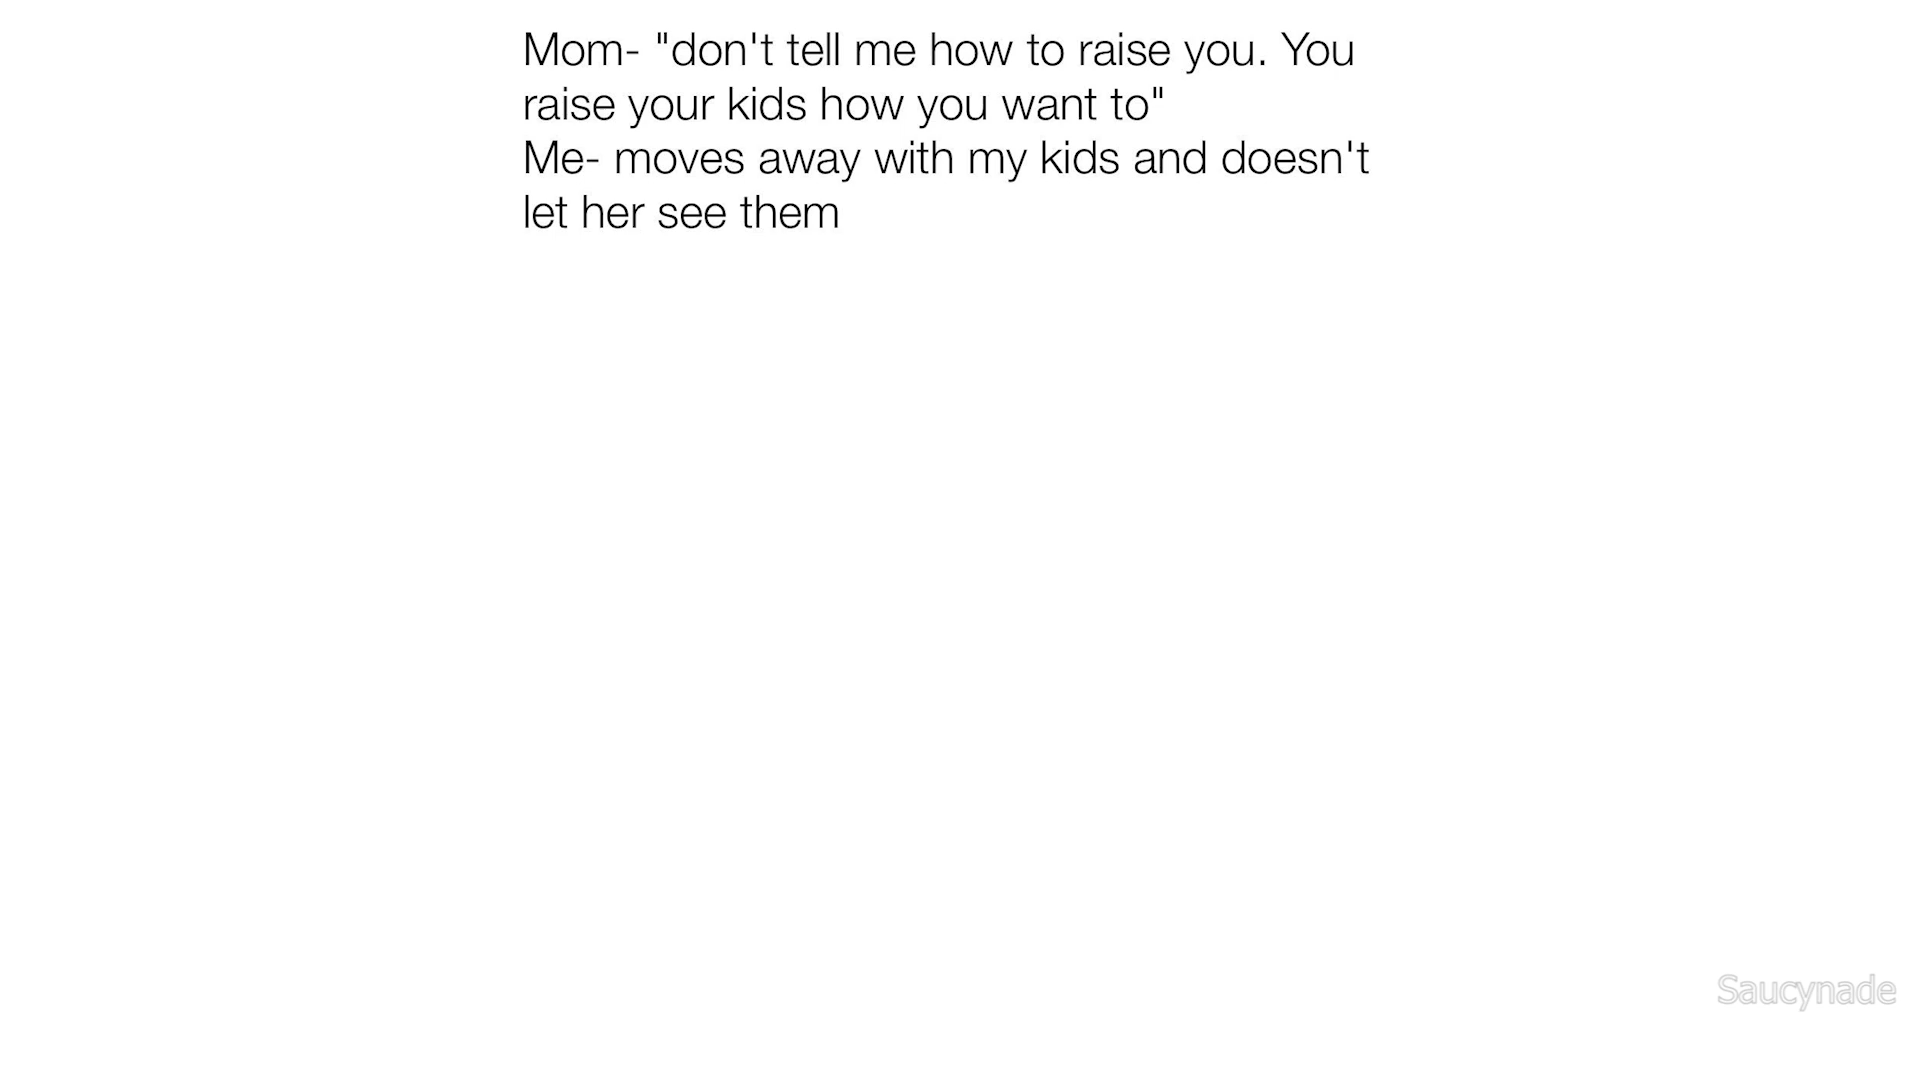 Mom- "don't tell me how to raise you. You
raise your kids how you want to"
Me- moves away with my kids and doesn't
let her see them
Saucynade